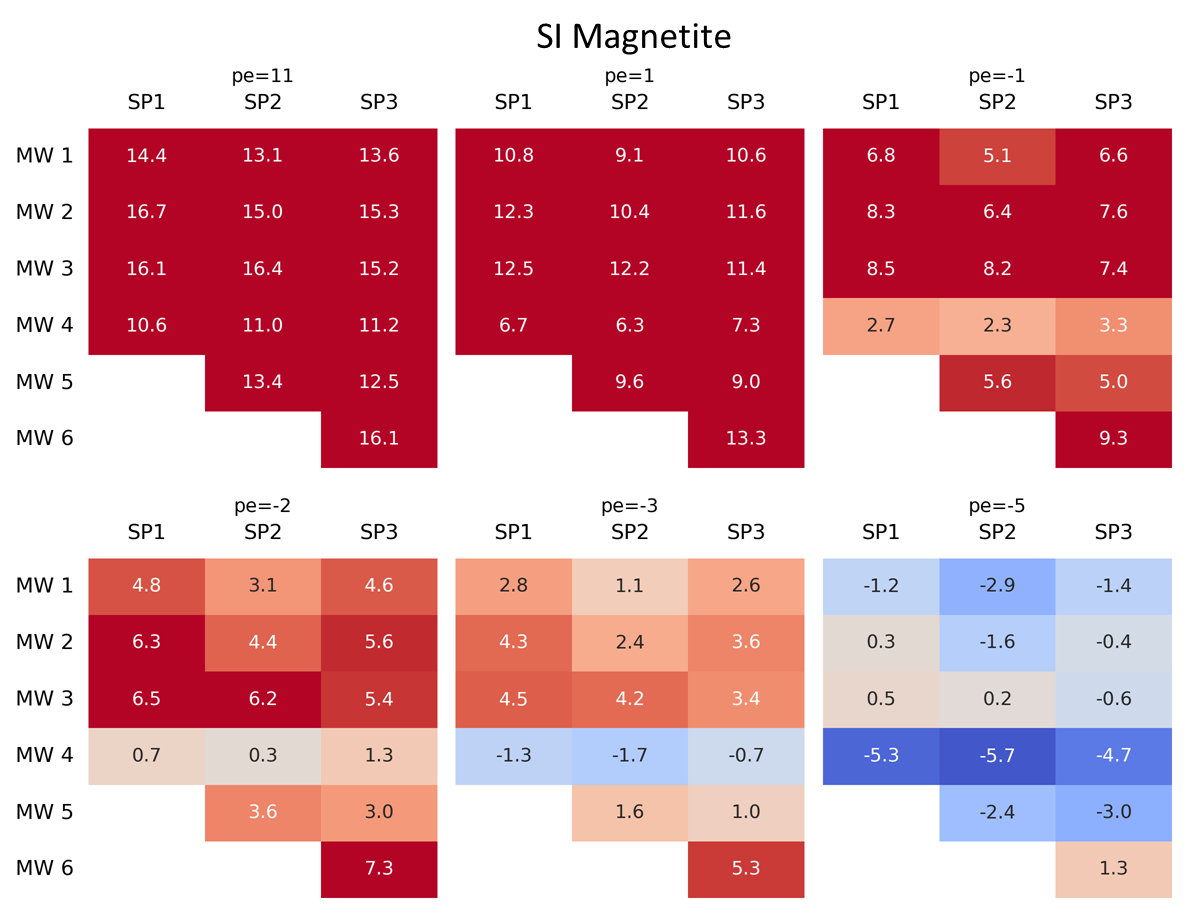 SI Magnetite
pe=11 pe=1 pe=-1
SP1 SP2 SP3 SP1 SP2 SP3 SP1 SP2 SP3
MW 1 14.4 13.1 13.6 10.8 9.1 10.6 6.8 5.1 6.6
MW 2 16.7 15.0 15.3 12.3 10.4 11.6 8.3 6.4 7.6
MW 3 16.1 16.4 15.2 12.5 12.2 11.4 8.5 8.2 7.4
MW 4 10.6 11.0 11.2 6.7 6.3 7.3 2.7 2.3 3.3
MW 5 13.4 12.5 9.6 9.0 5.6 5.0
MW 6 16.1 13.3 9.3
pe=-2 pe=-3 pe=-5
SP1 SP2 SP3 SP1 SP2 SP3 SP1 SP2 SP3
MW 1 4.8 3.1 4.6 2.8 1.1 2.6 -1.2 -2.9 -1.4
MW 2 6.3 4.4 5.6 4.3 2.4 3.6 0.3 -1.6 -0.4
MW 3 6.5 6.2 5.4 4.5 4.2 3.4 0.5 0.2 -0.6
MW 4 0.7 0.3 1.3 -1.3 -1.7 -0.7 -5.3 -5.7 -4.7
MW 5 3.6 3.0 1.6 1.0 -2.4 -3.0
MW 6 7.3 5.3 1.3